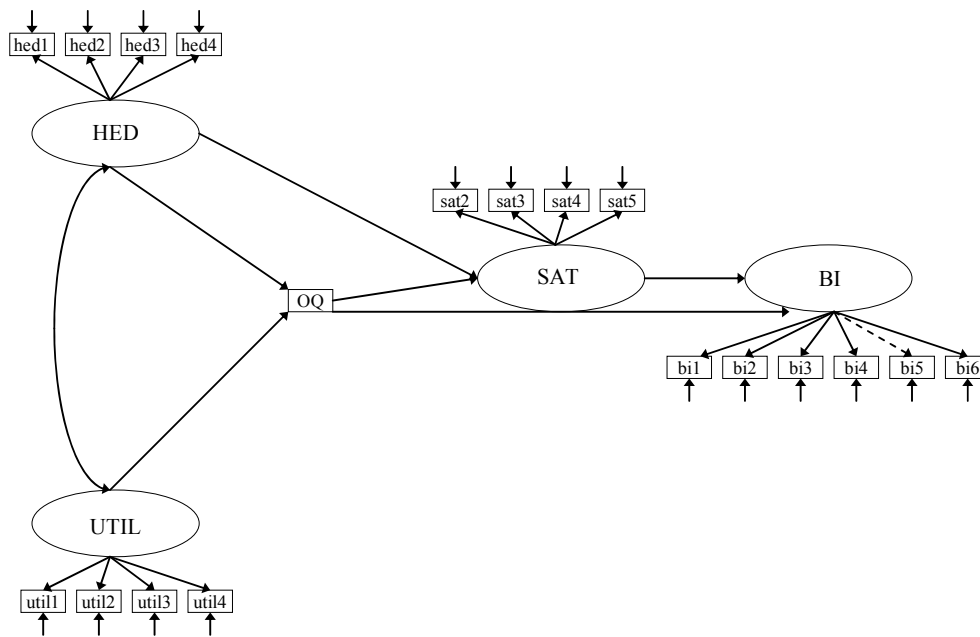 hed1 hed2 hed3 hed4
HED
sat2 sat3 sat4 sat5
SAT
BI
OQ
bi1 bi2 bi3 bi4 bi5 bi6
UTIL
util1 util2 util3 util4